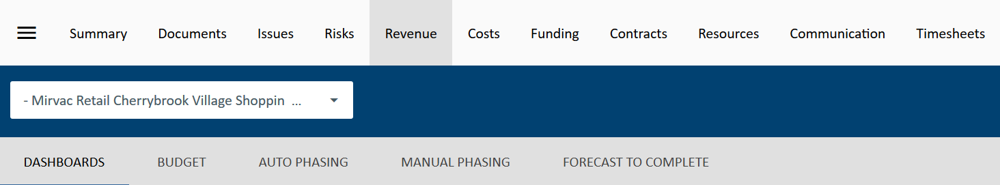 Summary Documents Issues Risks Revenue Costs Funding Contracts Resources Communication Timesheets
- Mirvac Retail Cherrybrook Village Shoppin ...
DASHBOARDS BUDGET AUTO PHASING MANUAL PHASING FORECAST TO COMPLETE